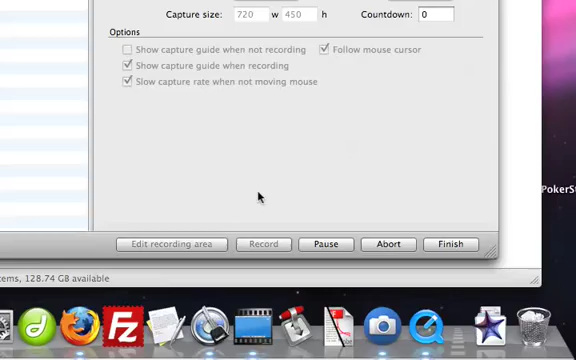 Capture size: 720 w 450 h Countdown: 0
Options
Show capture guide when not recording Follow mouse cursor
Show capture guide when recording
Slow capture rate when not moving mouse
PokerSt
Edit recording area Record Pause Abort Finish
tems, 128.74 GB available
FZ